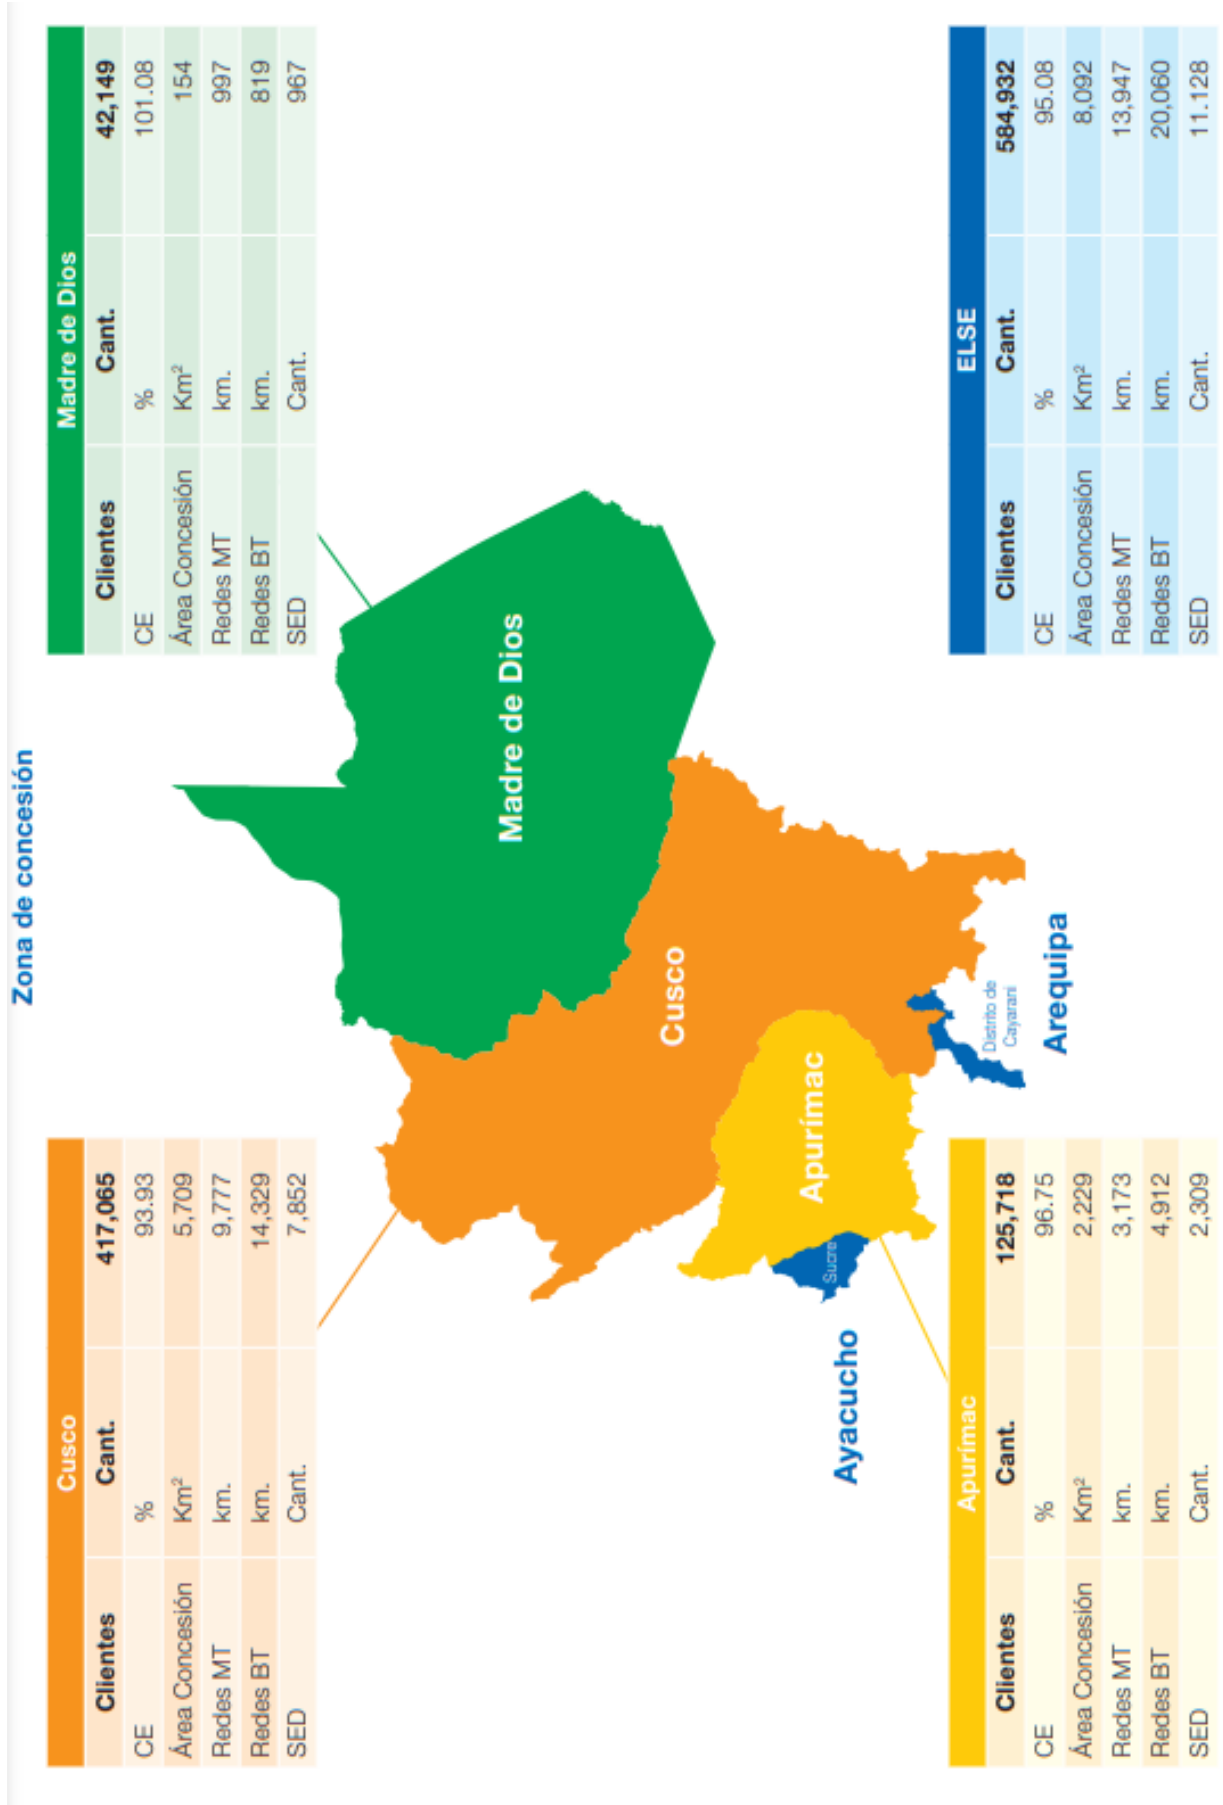 Zona de concesión
Cusco
Clientes Cant. 417,065
CE % 93.93
Área Concesión Km² 5,709
Redes MT km. 9,777
Redes BT km. 14,329
SED Cant. 7,852
Madre de Dios
Clientes Cant. 42,149
CE % 101.08
Área Concesión Km² 154
Redes MT km. 997
Redes BT km. 819
SED Cant. 967
Madre de Dios
Cusco
Apurímac
Sucre
Ayacucho
Distrito de
Cayarani
Arequipa
Apurímac
Clientes Cant. 125,718
CE % 96.75
Área Concesión Km² 2,229
Redes MT km. 3,173
Redes BT km. 4,912
SED Cant. 2,309
ELSE
Clientes Cant. 584,932
CE % 95.08
Área Concesión Km² 8,092
Redes MT km. 13,947
Redes BT km. 20,060
SED Cant. 11.128